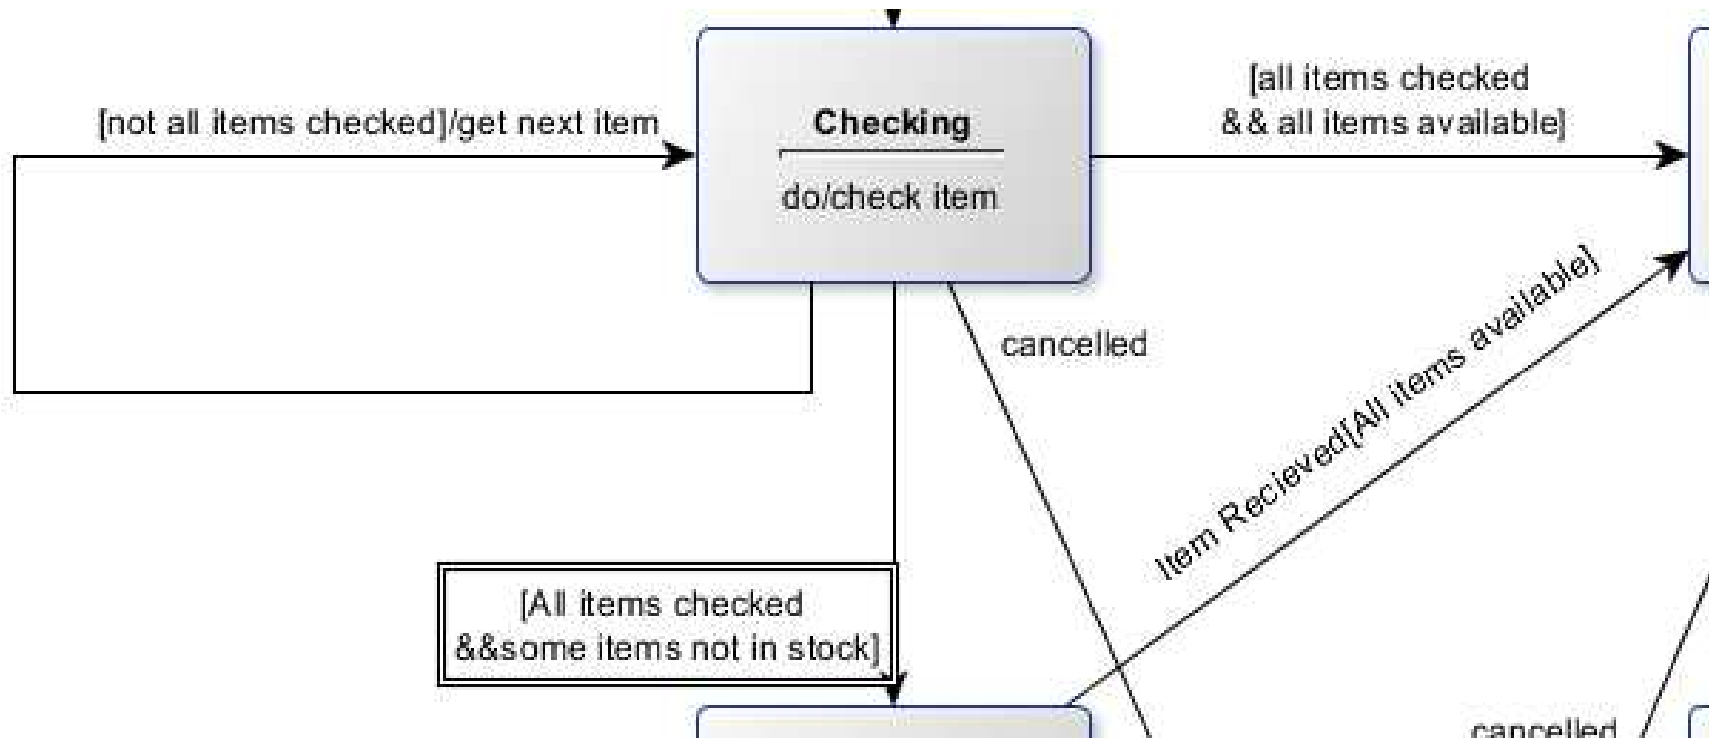 [not all items checked]/get next item
Checking
do/check item
[all items checked
&& all items available]
cancelled
Item Recieved[All items available]
[All items checked
&&some items not in stock]
cancelled